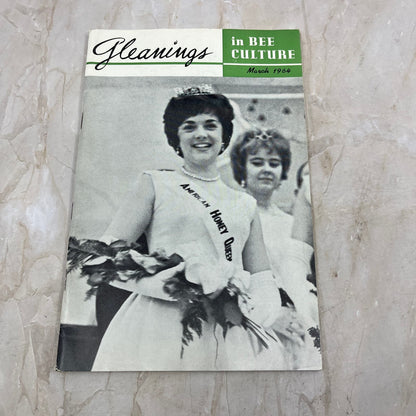 Gleanings
in BEE
CULTURE
March 1964
AMERICAN HONEY QUEEN